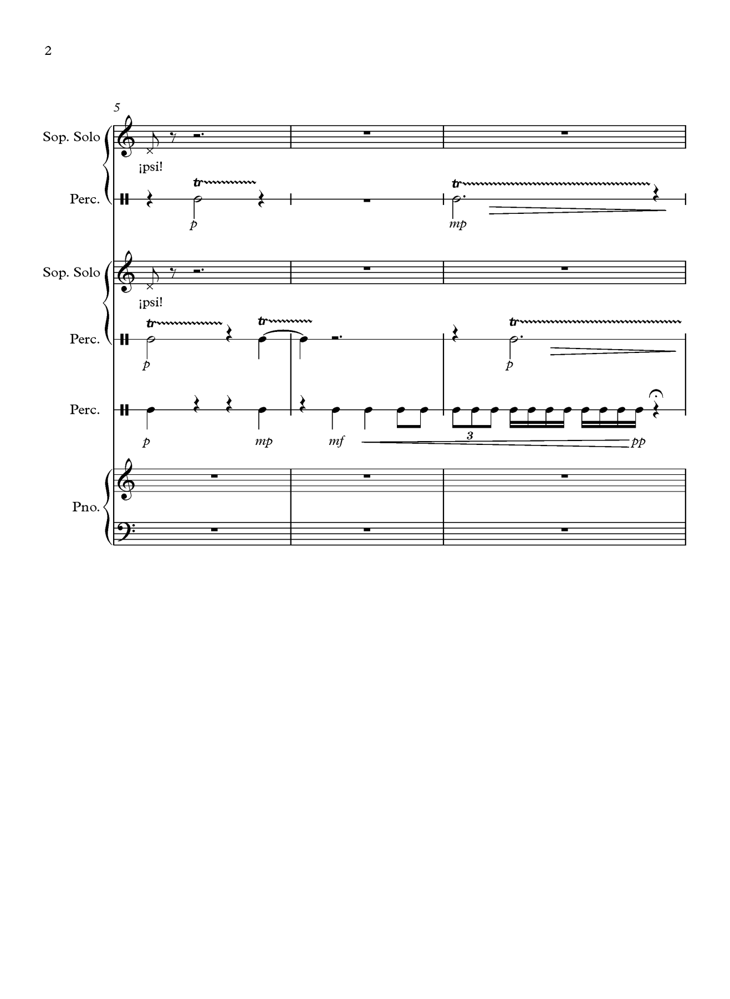 2
5
Sop. Solo
¡psi!
tr
Perc.
p
tr
mp
Sop. Solo
¡psi!
tr
tr
tr
Perc.
p
p
Perc.
3
p
mp
mf
pp
Pno.